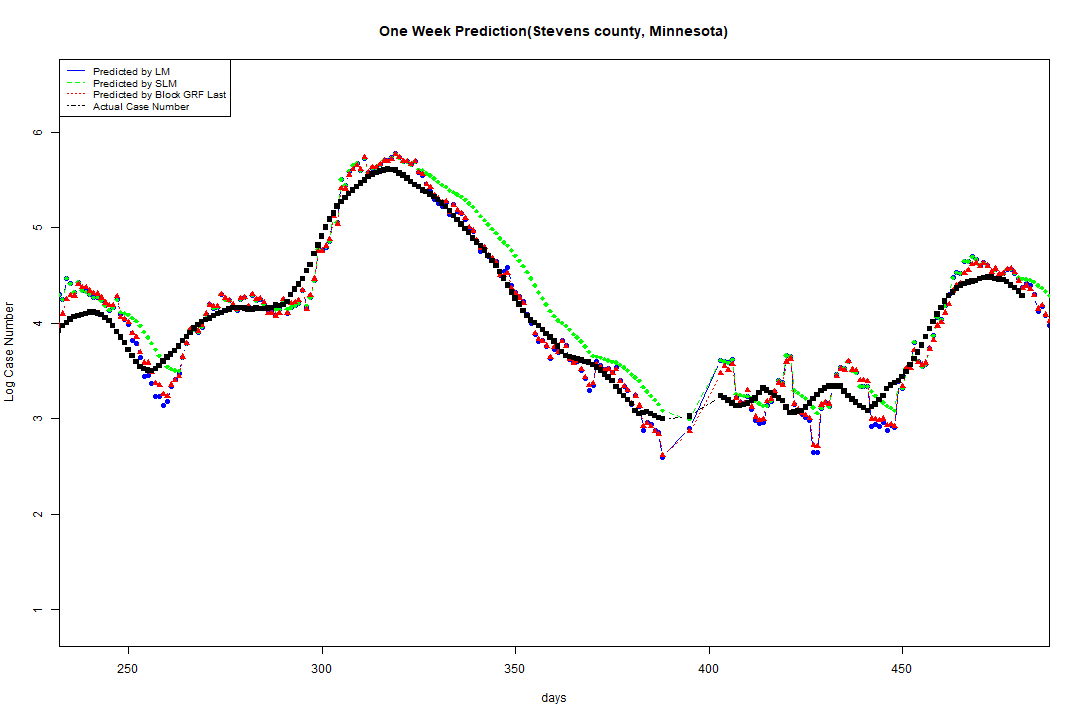 One Week Prediction(Stevens county, Minnesota)
Predicted by LM
Predicted by SLM
Predicted by Block GRF Last
Actual Case Number
Log Case Number
6
5
4
3
2
1
250
300
350
400
450
days